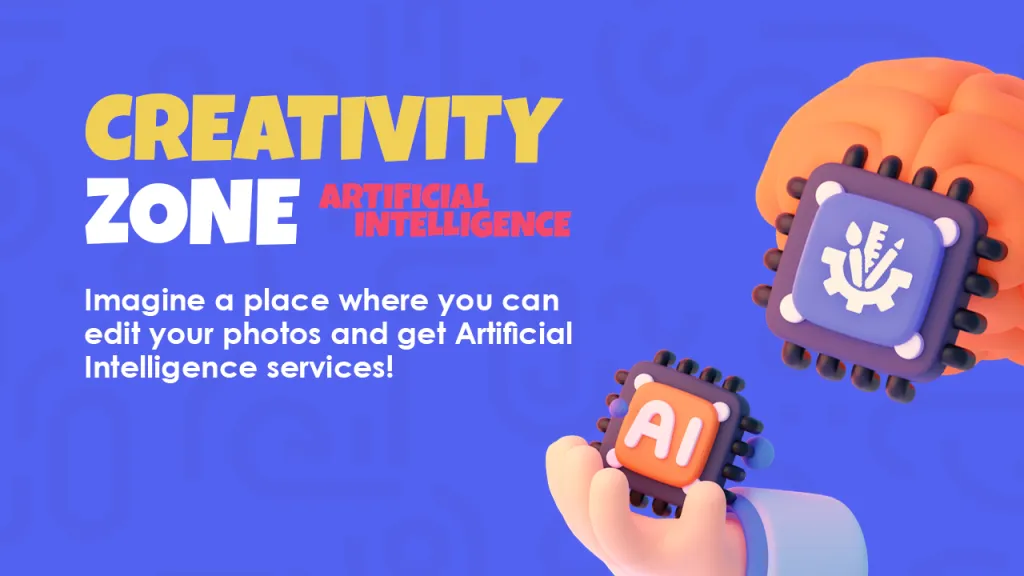 CREATIVITY
ZONE
ARTIFICIAL
INTELLIGENCE
Imagine a place where you can
edit your photos and get Artificial
Intelligence services!
AI